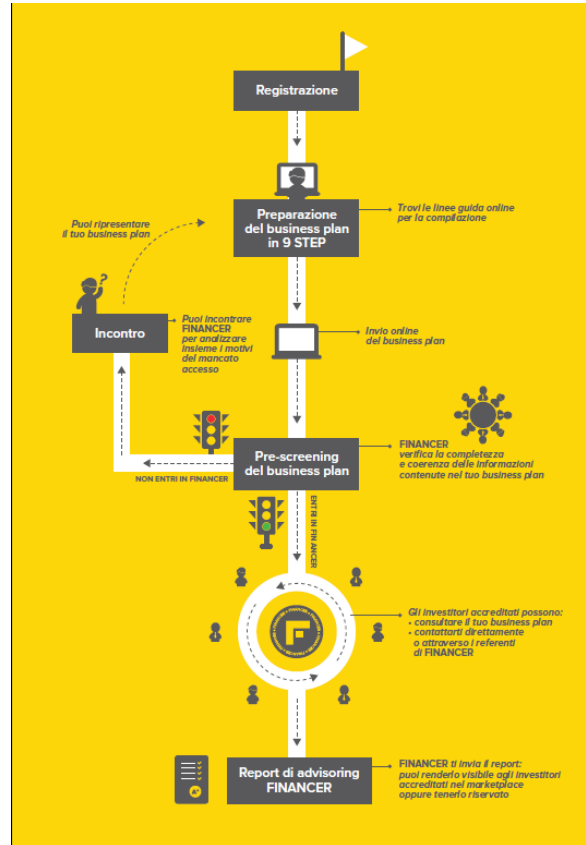 Registrazione
Preparazione
del business plan
in 9 STEP
Trovi le linee guida online
per la compilazione
Puoi ripresentare
il tuo business plan
?
Incontro
Puoi incontrare
FINANCER
per analizzare
insieme i motivi
del mancato
accesso
Invio online
del business plan
Pre-screening
del business plan
FINANCER
verifica la completezza
e coerenza delle informazioni
contenute nel tuo business plan
NON ENTRI IN FINANCER
ENTRI IN FINANCER
Gli investitori accreditati possono:
• consultare il tuo business plan
• contattarti direttamente
o attraverso i referenti
di FINANCER
Report di advisoring
FINANCER
FINANCER ti invia il report:
puoi renderlo visibile agli investitori
accreditati nel marketplace
oppure tenerlo riservato